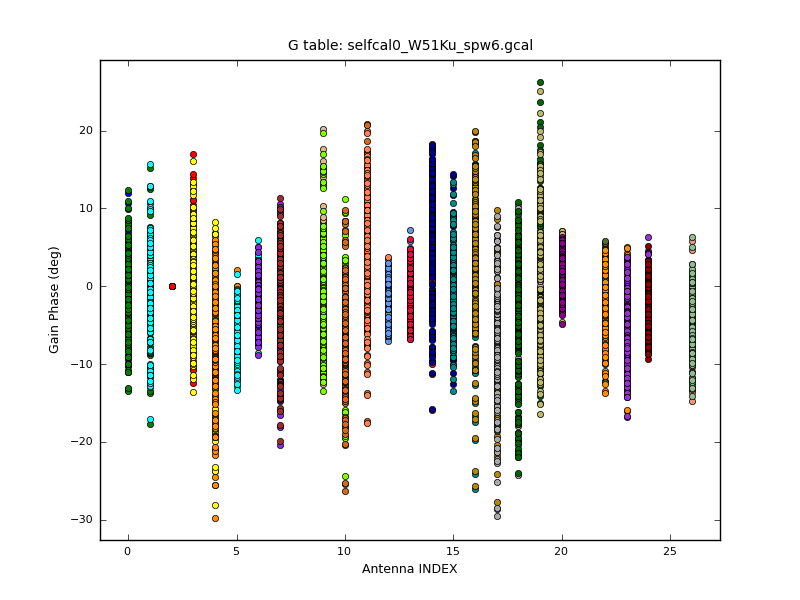 G table: selfcal0_W51Ku_spw6.gcal
20
10
0
−10
−20
−30
Gain Phase (deg)
0 5 10 15 20 25
Antenna INDEX